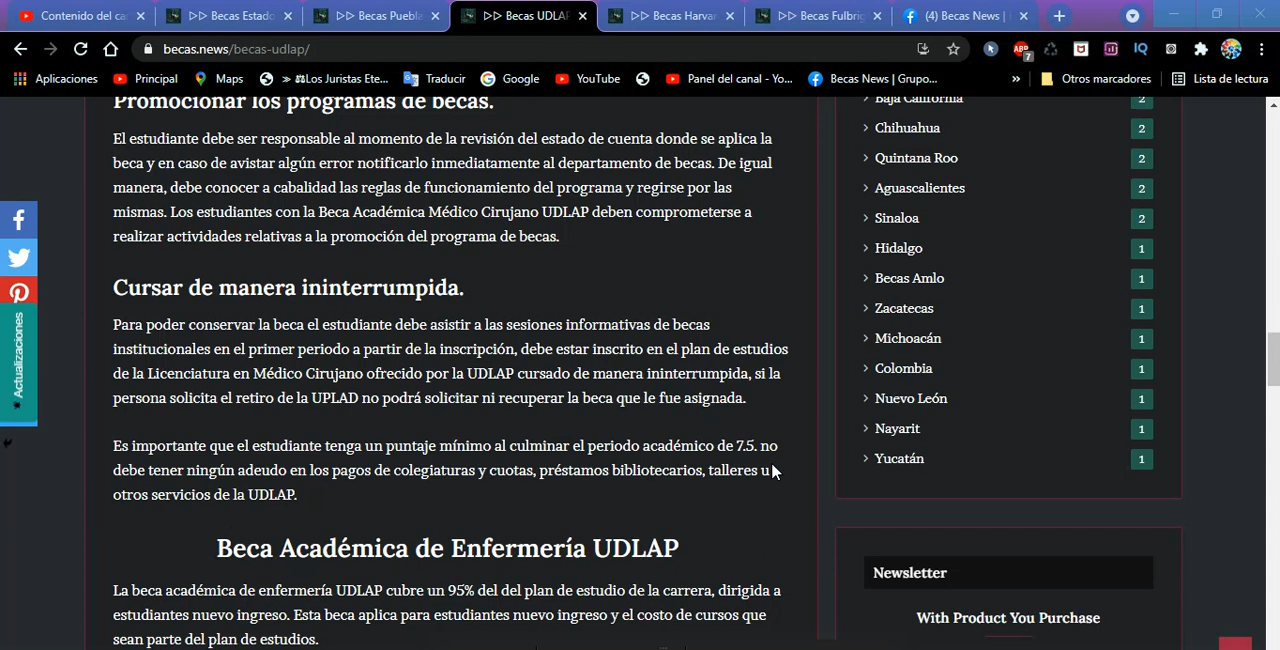 Contenido del ca
>> Becas Estado
>> Becas Puebla
>> Becas UDLAP
>> Becas Harvar
>> Becas Fulbrig
(4) Becas News |
becas.news/becas-udlap/
ABP
7
IQ
Aplicaciones
Principal
Maps
» ⚖Los Juristas Ete...
Traducir
Google
YouTube
Panel del canal - Yo...
Becas News | Grupo...
»
Otros marcadores
Lista de lectura
Promocionar los programas de becas.
El estudiante debe ser responsable al momento de la revisión del estado de cuenta donde se aplica la
beca y en caso de avistar algún error notificarlo inmediatamente al departamento de becas. De igual
manera, debe conocer a cabalidad las reglas de funcionamiento del programa y regirse por las
mismas. Los estudiantes con la Beca Académica Médico Cirujano UDLAP deben comprometerse a
realizar actividades relativas a la promoción del programa de becas.
Cursar de manera ininterrumpida.
Para poder conservar la beca el estudiante debe asistir a las sesiones informativas de becas
institucionales en el primer periodo a partir de la inscripción, debe estar inscrito en el plan de estudios
de la Licenciatura en Médico Cirujano ofrecido por la UDLAP cursado de manera ininterrumpida, si la
persona solicita el retiro de la UPLAD no podrá solicitar ni recuperar la beca que le fue asignada.
Es importante que el estudiante tenga un puntaje mínimo al culminar el periodo académico de 7.5. no
debe tener ningún adeudo en los pagos de colegiaturas y cuotas, préstamos bibliotecarios, talleres u
otros servicios de la UDLAP.
Beca Académica de Enfermería UDLAP
La beca académica de enfermería UDLAP cubre un 95% del del plan de estudio de la carrera, dirigida a
estudiantes nuevo ingreso. Esta beca aplica para estudiantes nuevo ingreso y el costo de cursos que
sean parte del plan de estudios.
Actualizaciones
Baja California 2
Chihuahua 2
Quintana Roo 2
Aguascalientes 2
Sinaloa 2
Hidalgo 1
Becas Amlo 1
Zacatecas 1
Michoacán 1
Colombia 1
Nuevo León 1
Nayarit 1
Yucatán 1
Newsletter
With Product You Purchase